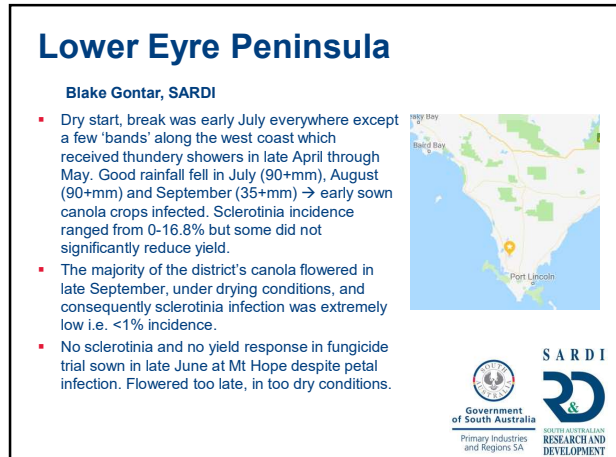 Lower Eyre Peninsula
Blake Gontar, SARDI
▪ Dry start, break was early July everywhere except
a few ‘bands’ along the west coast which
received thundery showers in late April through
May. Good rainfall fell in July (90+mm), August
(90+mm) and September (35+mm) → early sown
canola crops infected. Sclerotinia incidence
ranged from 0-16.8% but some did not
significantly reduce yield.
▪ The majority of the district’s canola flowered in
late September, under drying conditions, and
consequently sclerotinia infection was extremely
low i.e. <1% incidence.
▪ No sclerotinia and no yield response in fungicide
trial sown in late June at Mt Hope despite petal
infection. Flowered too late, in too dry conditions.
aky Bay
Baird Bay
Port Lincoln
Government
of South Australia
Primary Industries
and Regions SA
SARDI
R&D
SOUTH AUSTRALIAN
RESEARCH AND
DEVELOPMENT